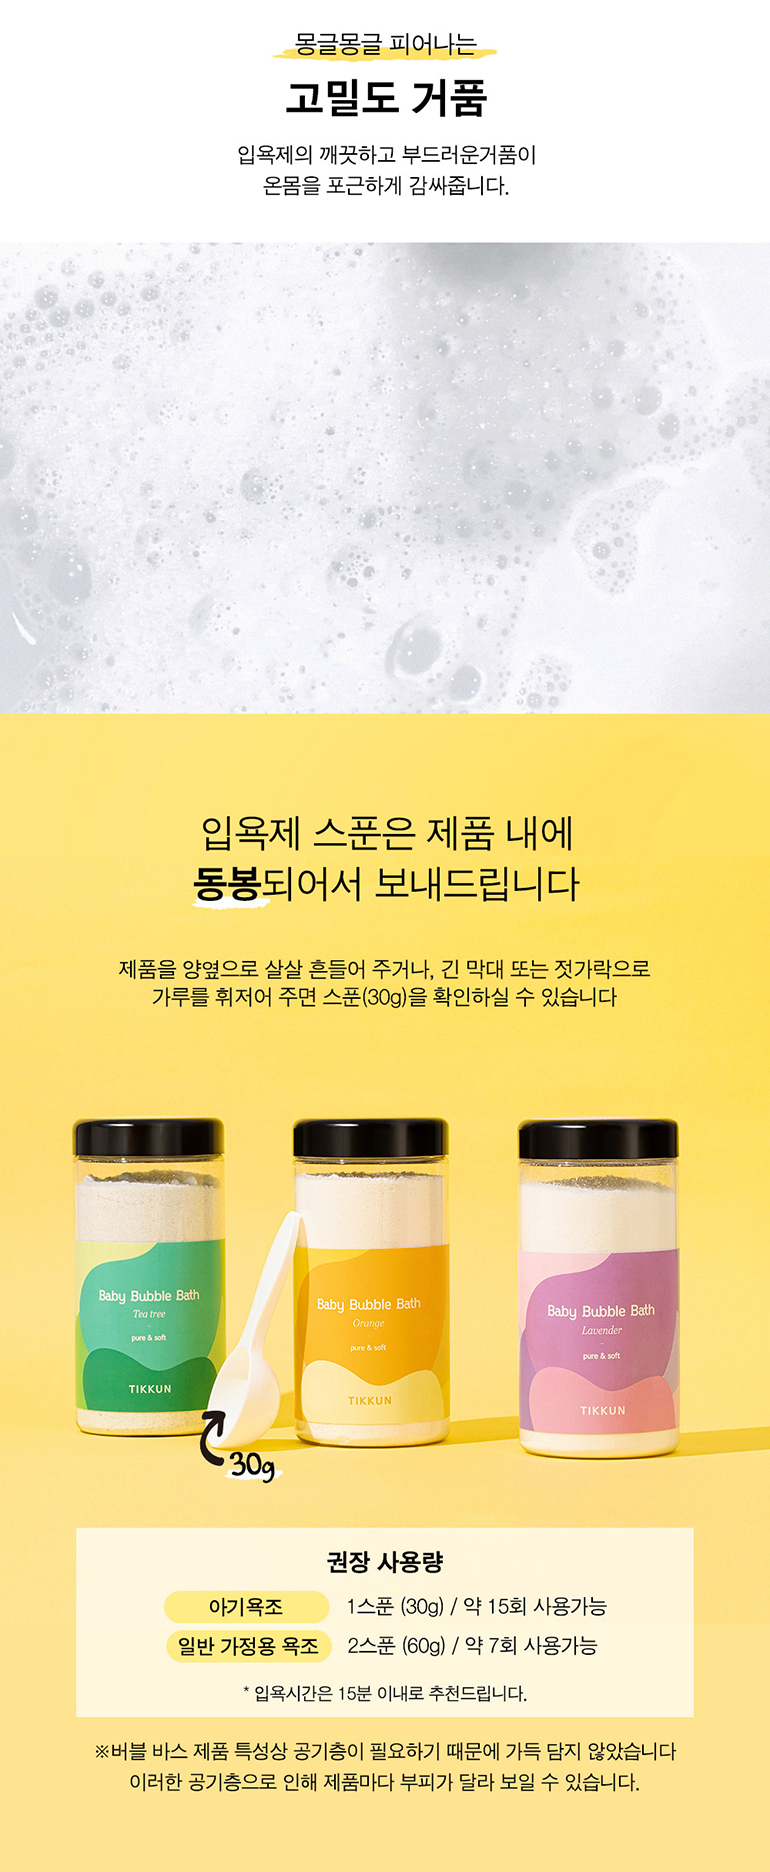 몽글몽글 피어나는
고밀도 거품
입욕제의 깨끗하고 부드러운거품이
온몸을 포근하게 감싸줍니다.
입욕제 스푼은 제품 내에
동봉되어서 보내드립니다
제품을 양옆으로 살살 흔들어 주거나, 긴 막대 또는 젓가락으로
가루를 휘저어 주면 스푼(30g)을 확인하실 수 있습니다
Baby Bubble Bath
Tea tree
pure & soft
TIKKUN
Baby Bubble Bath
Orange
pure & soft
TIKKUN
Baby Bubble Bath
Lavender
pure & soft
TIKKUN
30g
권장 사용량
아기욕조 1스푼 (30g) / 약 15회 사용가능
일반 가정용 욕조 2스푼 (60g) / 약 7회 사용가능
* 입욕시간은 15분 이내로 추천드립니다.
※버블 바스 제품 특성상 공기층이 필요하기 때문에 가득 담지 않았습니다
이러한 공기층으로 인해 제품마다 부피가 달라 보일 수 있습니다.